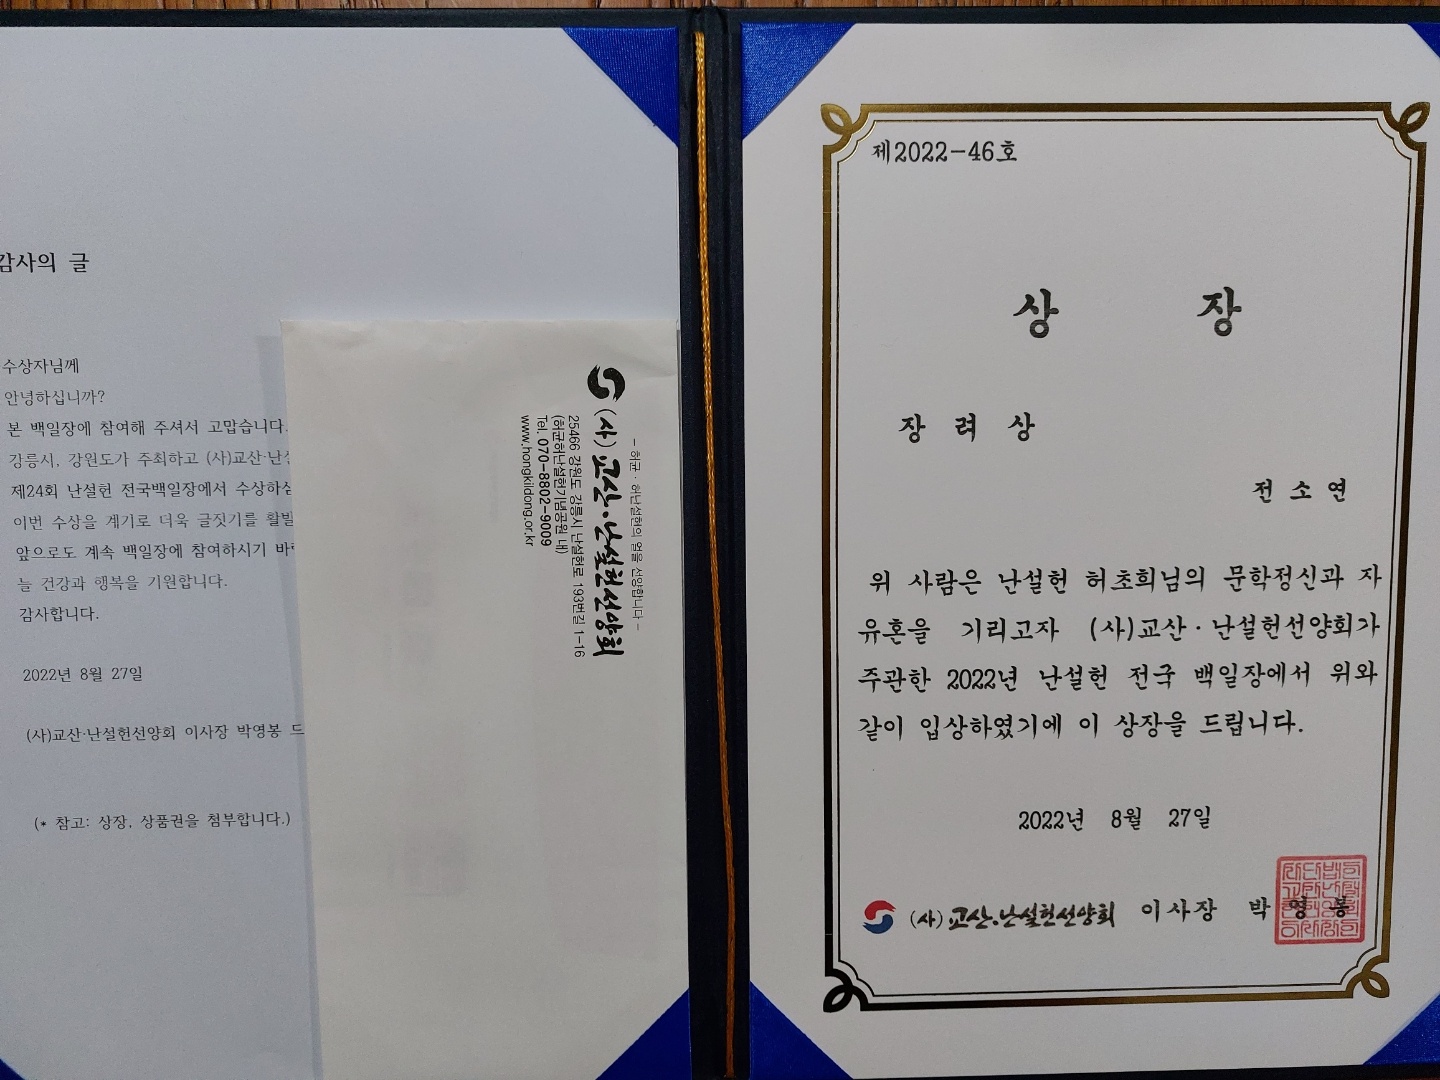 감사의 글
수상자님께
안녕하십니까?
본 백일장에 참여해 주셔서 고맙습니다.
강릉시, 강원도가 주최하고 (사)교산·난설
제24회 난설헌 전국백일장에서 수상하심
이번 수상을 계기로 더욱 글짓기를 활발
앞으로도 계속 백일장에 참여하시기 바
늘 건강과 행복을 기원합니다.
감사합니다.
2022년 8월 27일
(사)교산·난설헌선양회 이사장 박영봉 드
(* 참고: 상장, 상품권을 첨부합니다.)
- 허균 · 허난설헌의 얼을 선양합니다 -
(사) 교산·난설헌선양회
25466 강원도 강릉시 난설헌로 193번길 1-16
(허균허난설헌기념공원 내)
Tel. 070-8802-9009
www.hongkildong.or.kr
제2022-46호
상 장
장 려 상
전 소 연
위 사람은 난설헌 허초희님의 문학정신과 자
유혼을 기리고자 (사)교산·난설헌선양회가
주관한 2022년 난설헌 전국 백일장에서 위와
같이 입상하였기에 이 상장을 드립니다.
2022년 8월 27일
(사)교산·난설헌선양회 이사장 박 영 봉